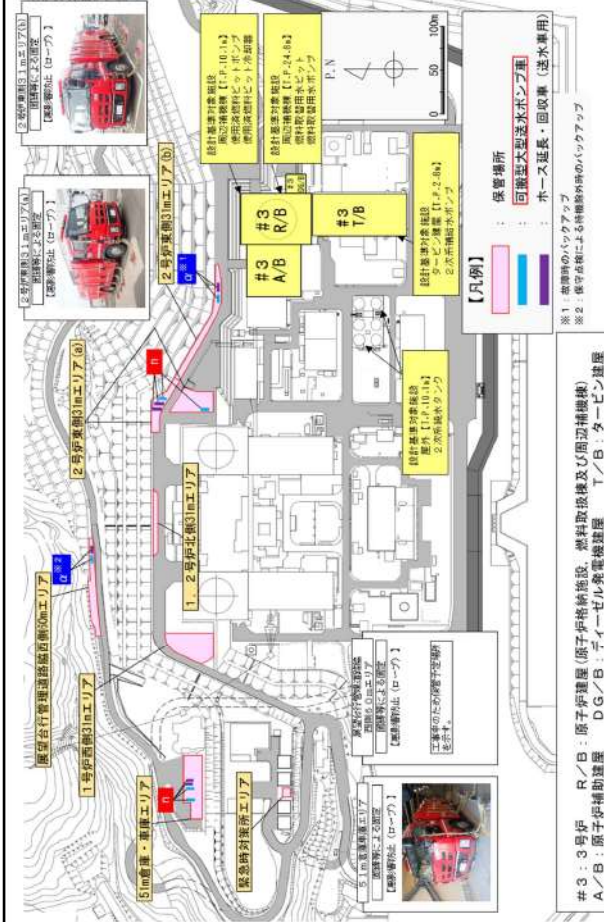 2号炉東側31mエリア(a)
固縛等による固定
【飛散防止(ロープ)】
2号炉東側31mエリア(b)
固縛等による固定
【飛散防止(ロープ)】
展望台行管理道路脇西側60mエリア
α※2
1号炉西側31mエリア
51m倉庫・車庫エリア
n
緊急時対策所エリア
1,2号炉北側31mエリア
2号炉東側31mエリア(a)
n
2号炉東側31mエリア(b)
α※1
設計基準対象施設
周辺補機棟【T.P.10.1m】
使用済燃料ピットポンプ
使用済燃料ピット冷却器
設計基準対象施設
周辺補機棟【T.P.24.8m】
燃料取替用水ピット
燃料取替用水ポンプ
#3
R/B
#3
A/B
#3
DG/B
#3
T/B
設計基準対象施設
タービン建屋【T.P.2.8m】
2次系補給水ポンプ
設計基準対象施設
屋外【T.P.10.1m】
2次系純水タンク
P.N
0
50
100m
51m倉庫車庫エリア
固縛等による固定
【飛散防止(ロープ)】
展望台行管理道路脇
西側60mエリア
固縛等による固定
【飛散防止(ロープ)】
工事中のため保管予定場所
を示す。
【凡例】
: 保管場所
: 可搬型大型送水ポンプ車
: ホース延長・回収車(送水車用)
※1:故障時のバックアップ
※2:保守点検による待機除外時のバックアップ
#3:3号炉 R/B:原子炉建屋(原子炉格納施設,燃料取扱棟及び周辺補機棟)
A/B:原子炉補助建屋 DG/B:ディーゼル発電機建屋 T/B:タービン建屋